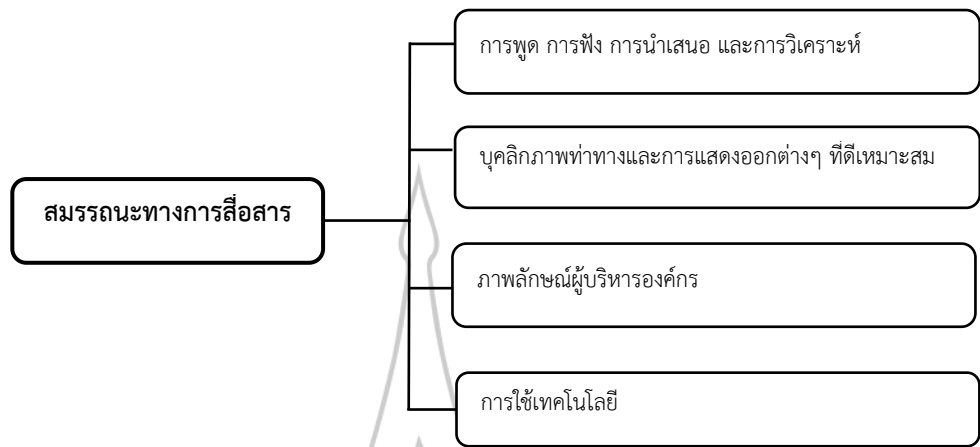 การพูด การฟัง การนำเสนอ และการวิเคราะห์
บุคลิกภาพท่าทางและการแสดงออกต่างๆ ที่ดีเหมาะสม
สมรรถนะทางการสื่อสาร
ภาพลักษณ์ผู้บริหารองค์กร
การใช้เทคโนโลยี